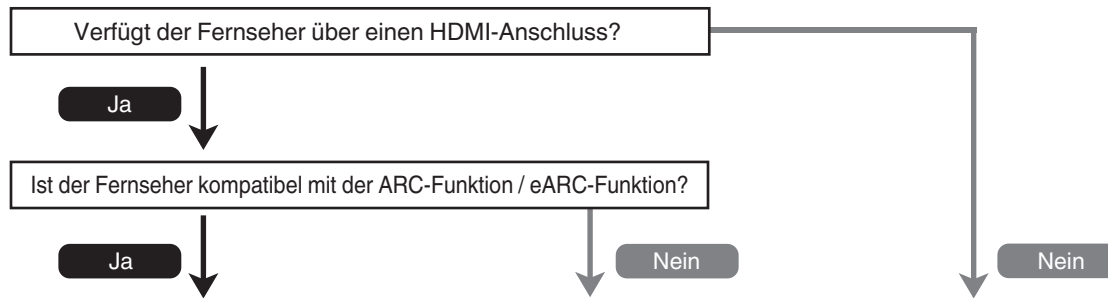 Verfügt der Fernseher über einen HDMI-Anschluss?
Ja
Ist der Fernseher kompatibel mit der ARC-Funktion / eARC-Funktion?
Ja
Nein
Nein